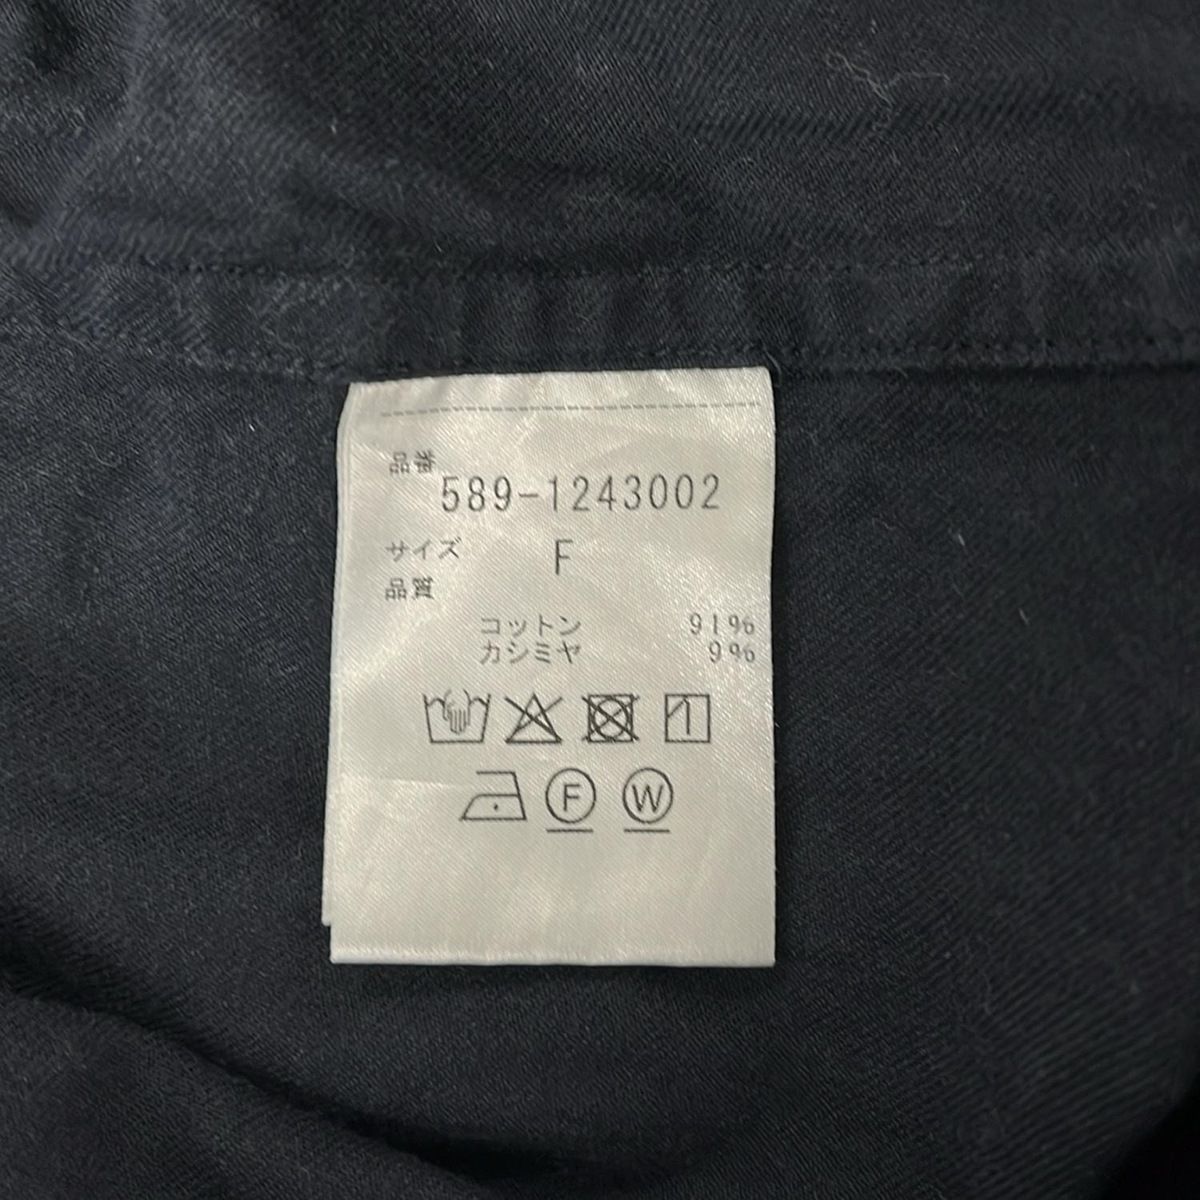 品番
589-1243002
サイズ F
品質
コットン 91%
カシミヤ 9%
F W